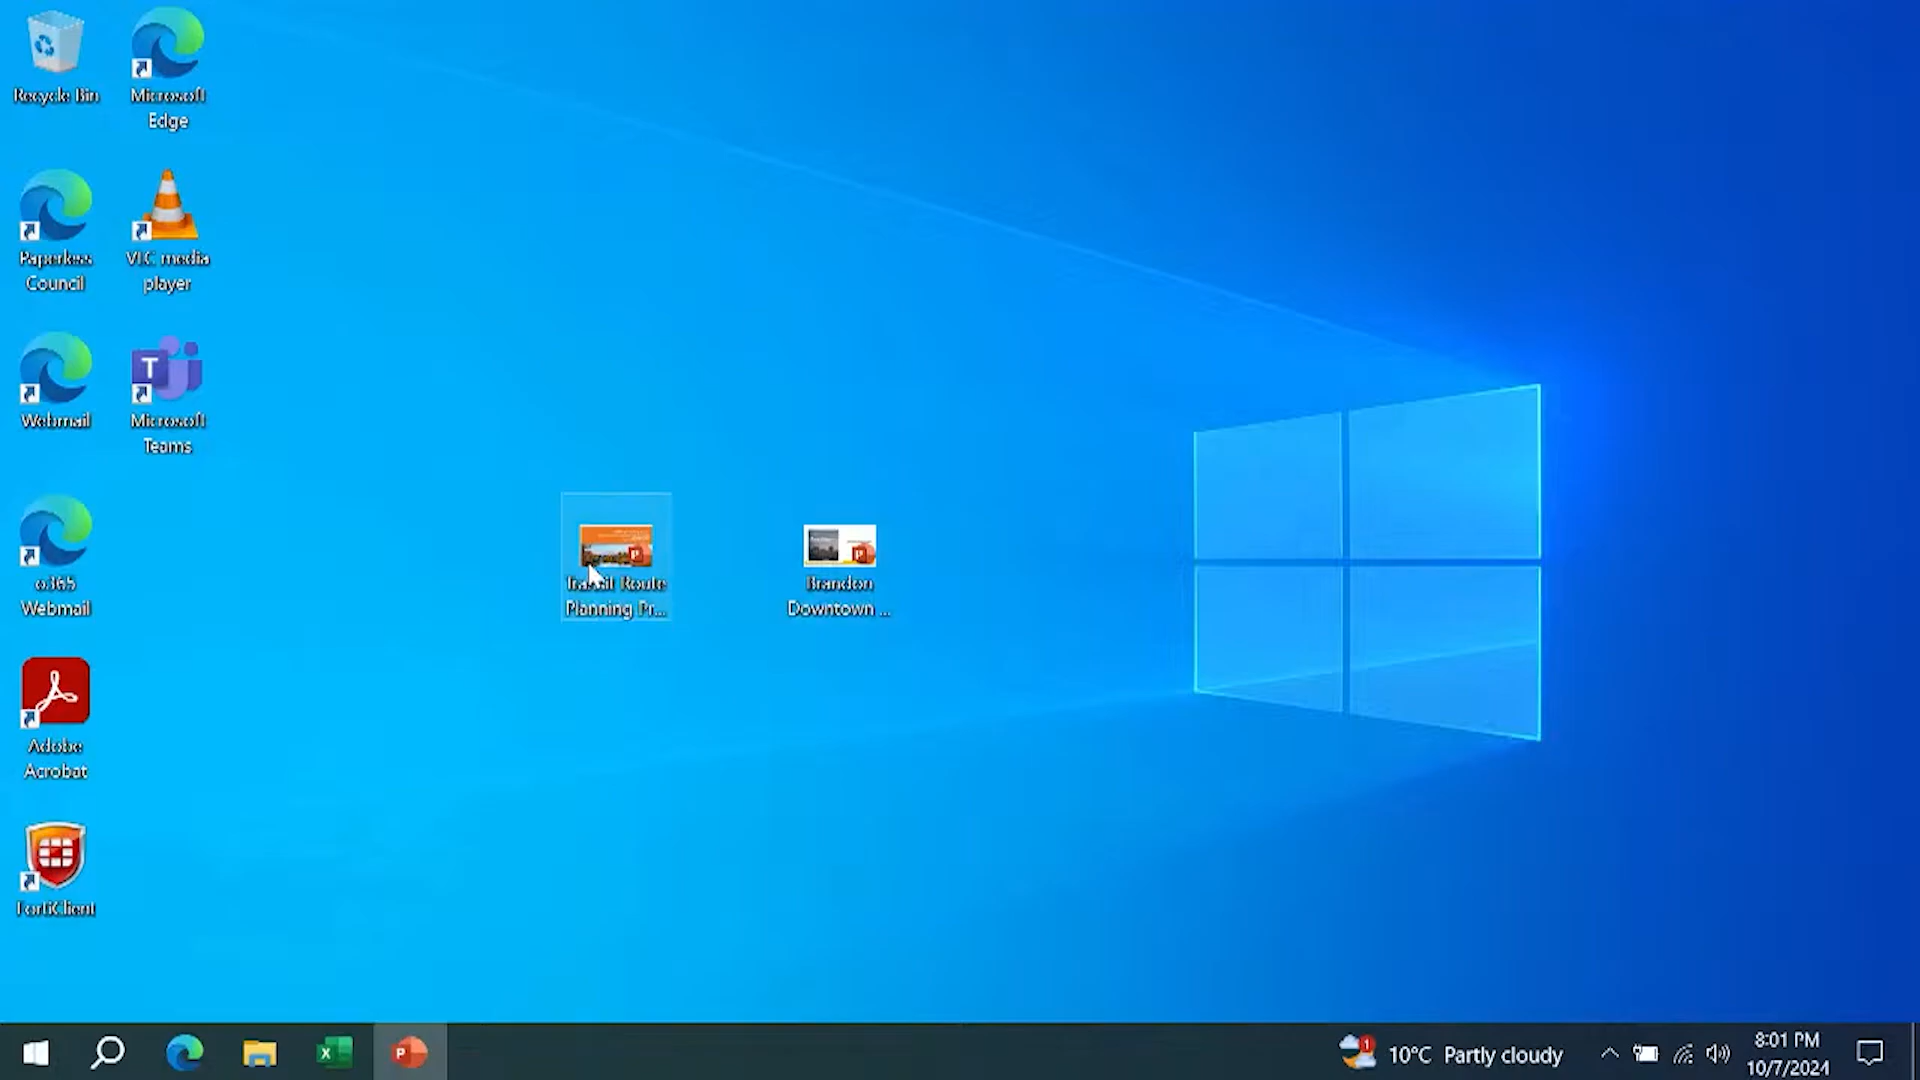 Recycle Bin
Microsoft
Edge
Paperless
Council
VLC media
player
Webmail
Microsoft
Teams
o365
Webmail
Transit Route
Planning Pr...
Brandon
Downtown ...
Adobe
Acrobat
FortiClient
10°C Partly cloudy
8:01 PM
10/7/2024